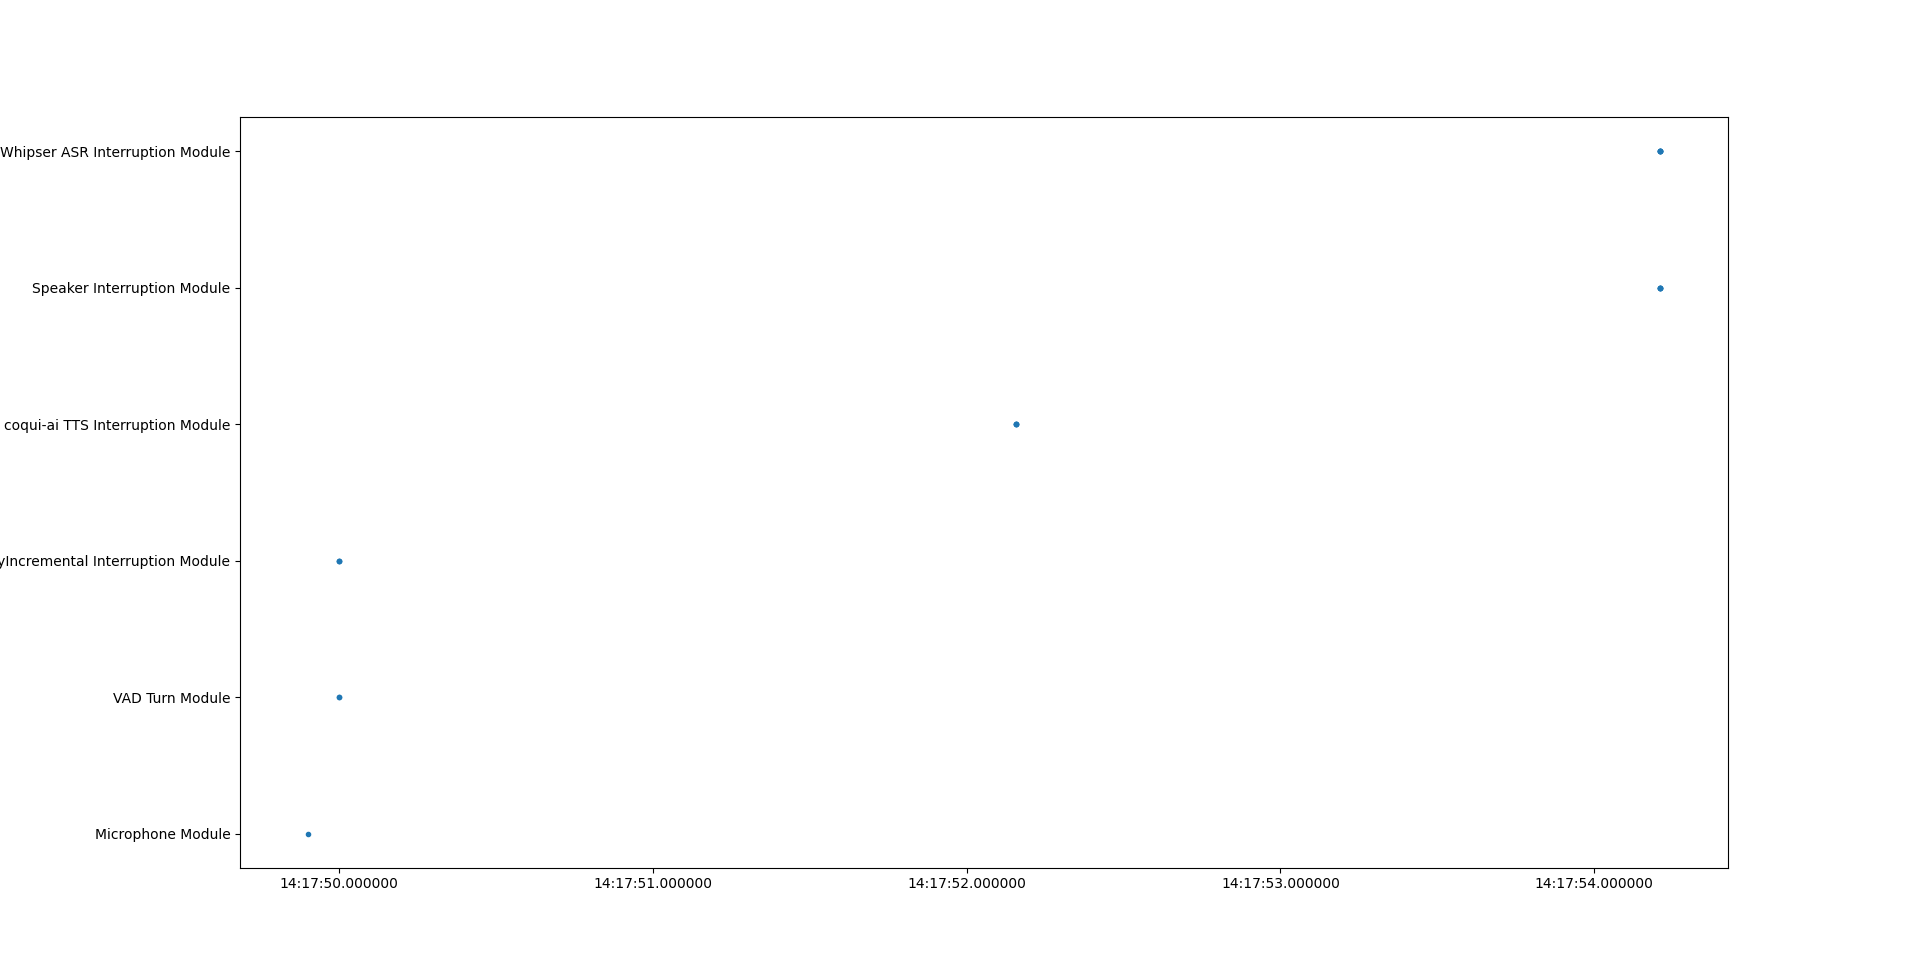 Whipser ASR Interruption Module
Speaker Interruption Module
coqui-ai TTS Interruption Module
yIncremental Interruption Module
VAD Turn Module
Microphone Module
14:17:50.000000 14:17:51.000000 14:17:52.000000 14:17:53.000000 14:17:54.000000